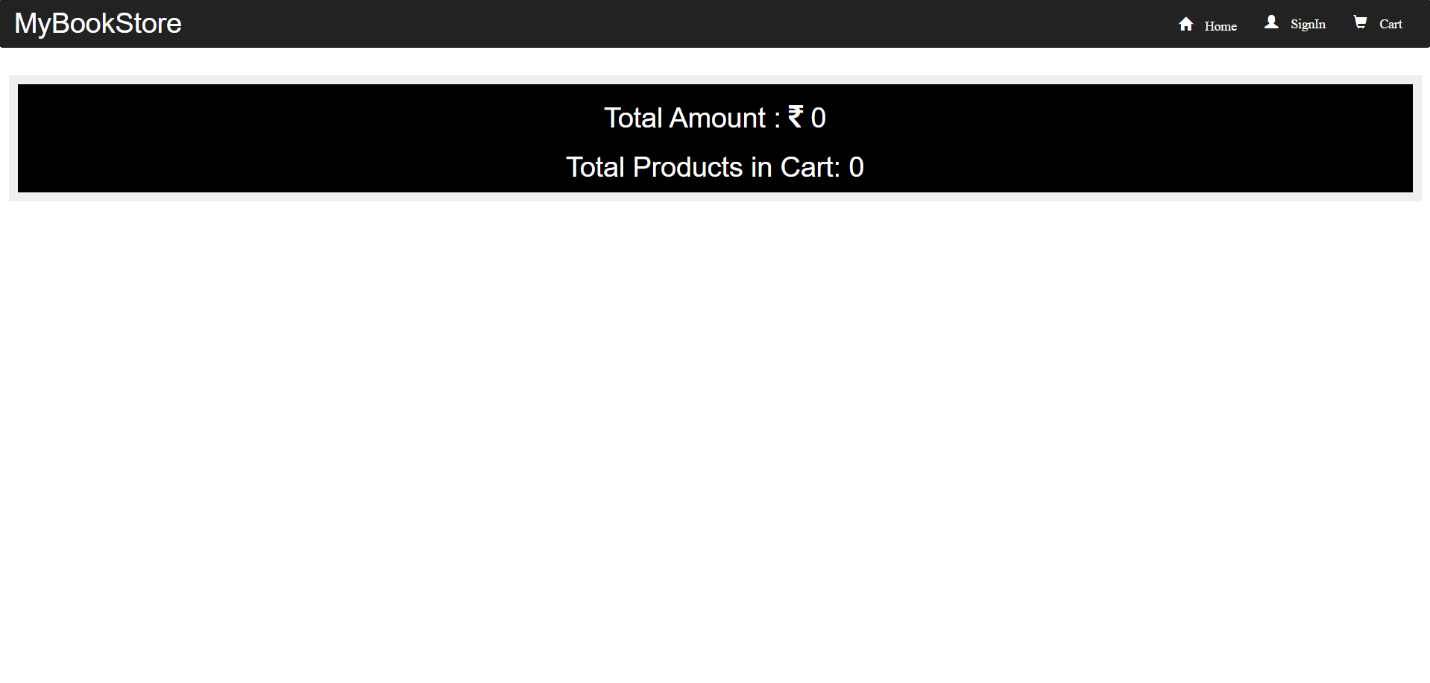 MyBookStore Home SignIn Cart
Total Amount : ₹ 0
Total Products in Cart: 0